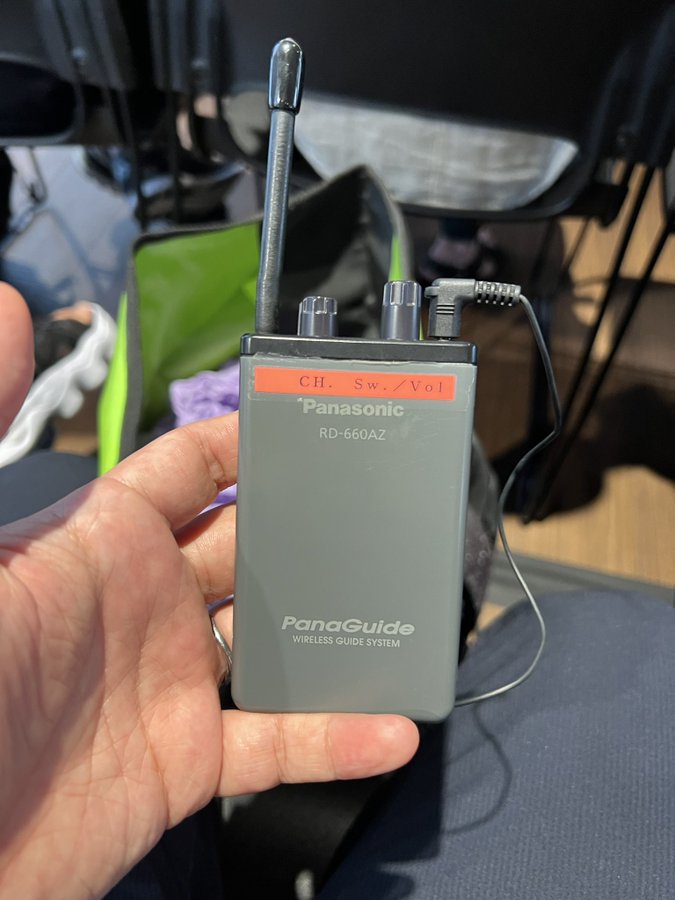 CH. Sw./Vol
Panasonic
RD-660AZ
PanaGuide
WIRELESS GUIDE SYSTEM